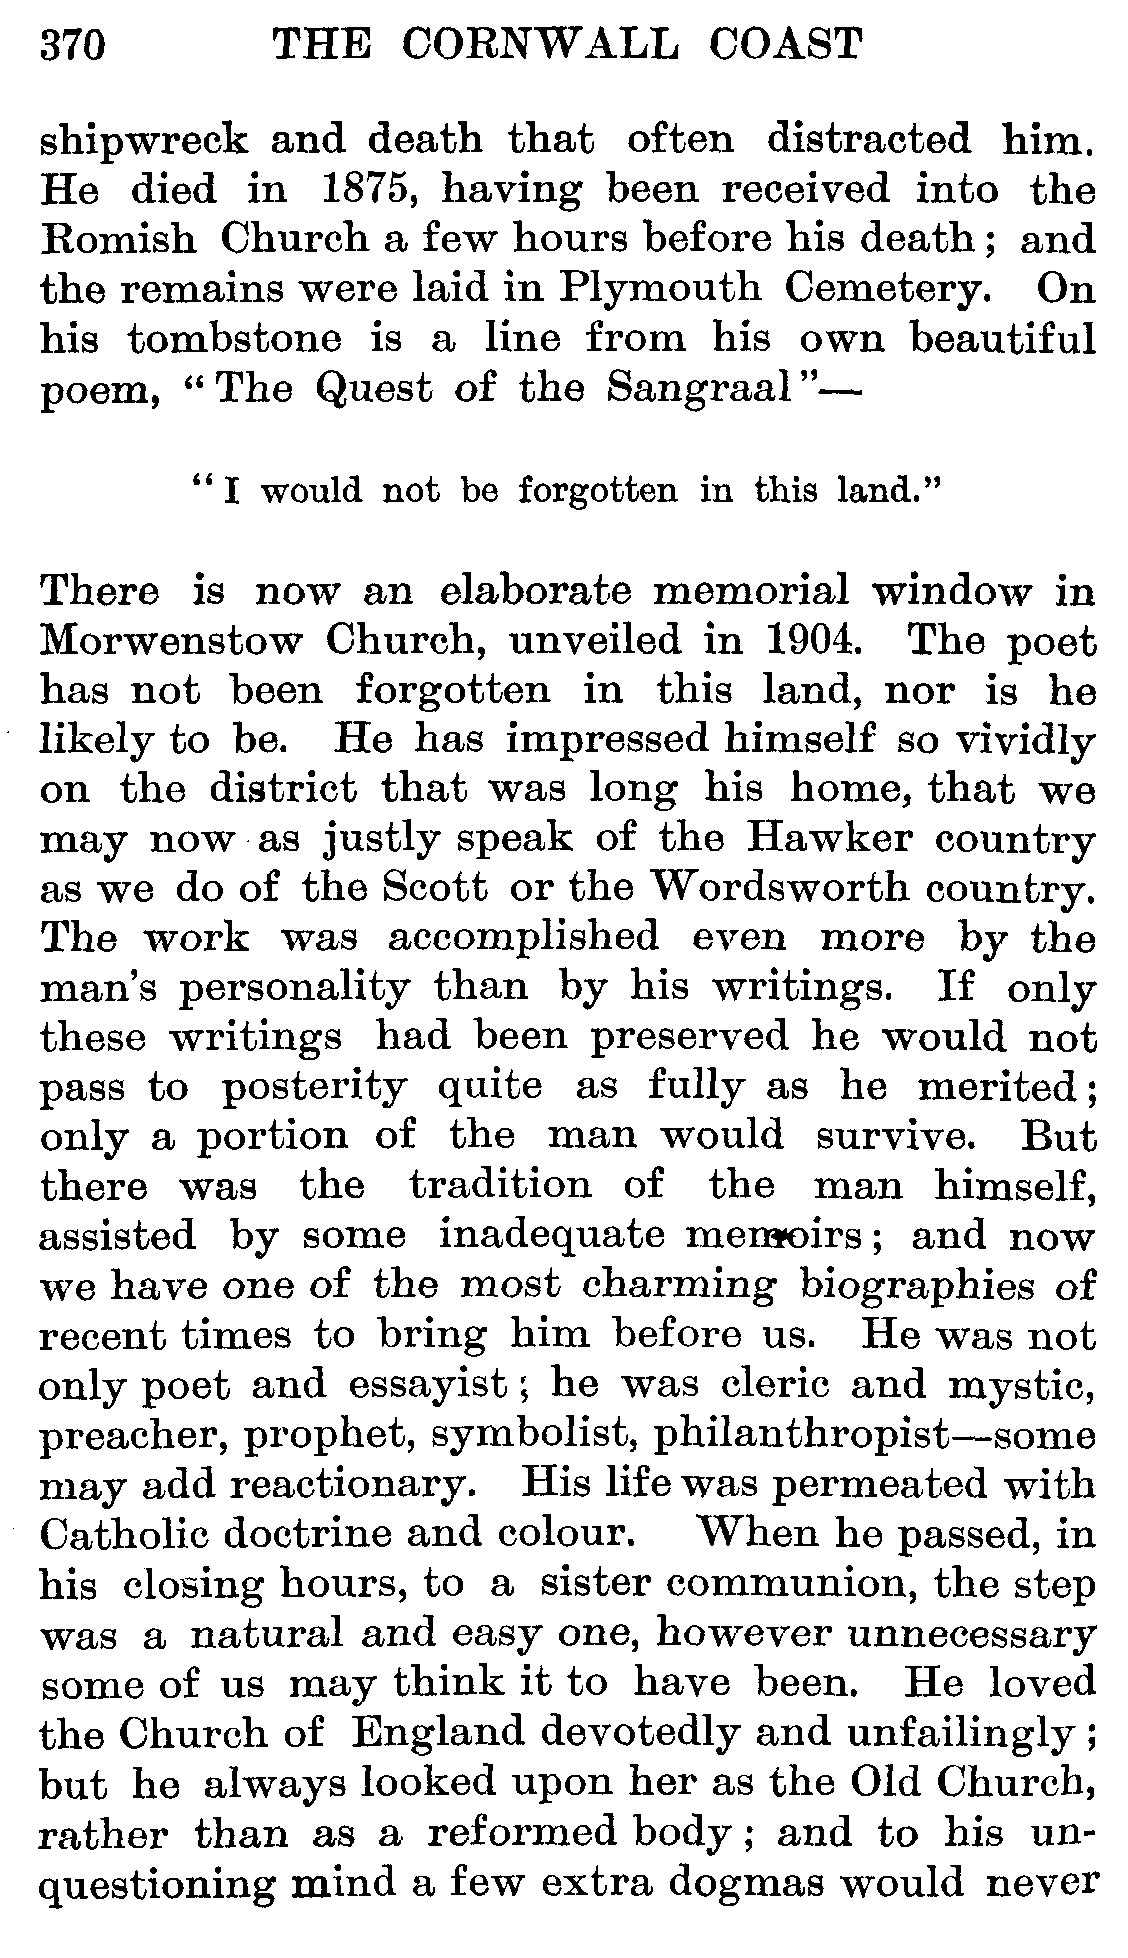 370 THE CORNWALL COAST
shipwreck and death that often distracted him.
He died in 1875, having been received into the
Romish Church a few hours before his death; and
the remains were laid in Plymouth Cemetery. On
his tombstone is a line from his own beautiful
poem, "The Quest of the Sangraal"—
"I would not be forgotten in this land."
There is now an elaborate memorial window in
Morwenstow Church, unveiled in 1904. The poet
has not been forgotten in this land, nor is he
likely to be. He has impressed himself so vividly
on the district that was long his home, that we
may now as justly speak of the Hawker country
as we do of the Scott or the Wordsworth country.
The work was accomplished even more by the
man's personality than by his writings. If only
these writings had been preserved he would not
pass to posterity quite as fully as he merited;
only a portion of the man would survive. But
there was the tradition of the man himself,
assisted by some inadequate memoirs; and now
we have one of the most charming biographies of
recent times to bring him before us. He was not
only poet and essayist; he was cleric and mystic,
preacher, prophet, symbolist, philanthropist—some
may add reactionary. His life was permeated with
Catholic doctrine and colour. When he passed, in
his closing hours, to a sister communion, the step
was a natural and easy one, however unnecessary
some of us may think it to have been. He loved
the Church of England devotedly and unfailingly;
but he always looked upon her as the Old Church,
rather than as a reformed body; and to his un-
questioning mind a few extra dogmas would never